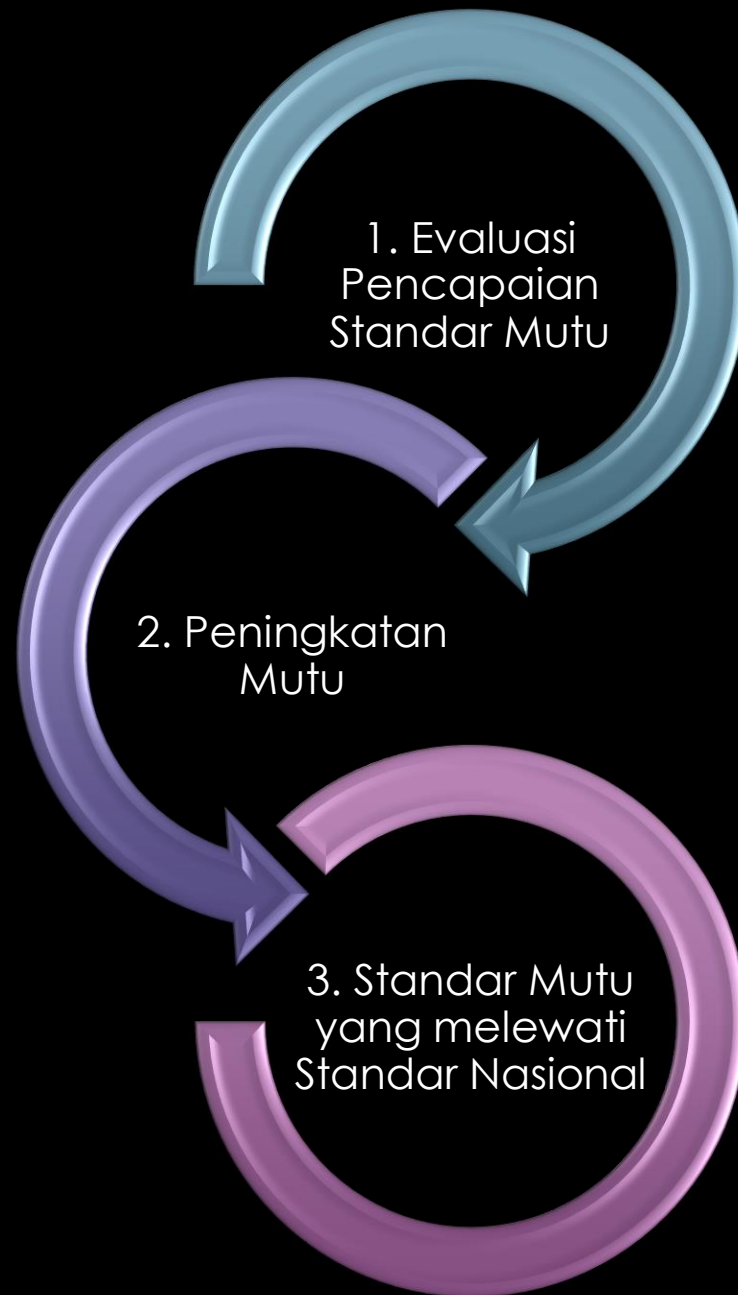 1. Evaluasi
Pencapaian
Standar Mutu
2. Peningkatan
Mutu
3. Standar Mutu
yang melewati
Standar Nasional